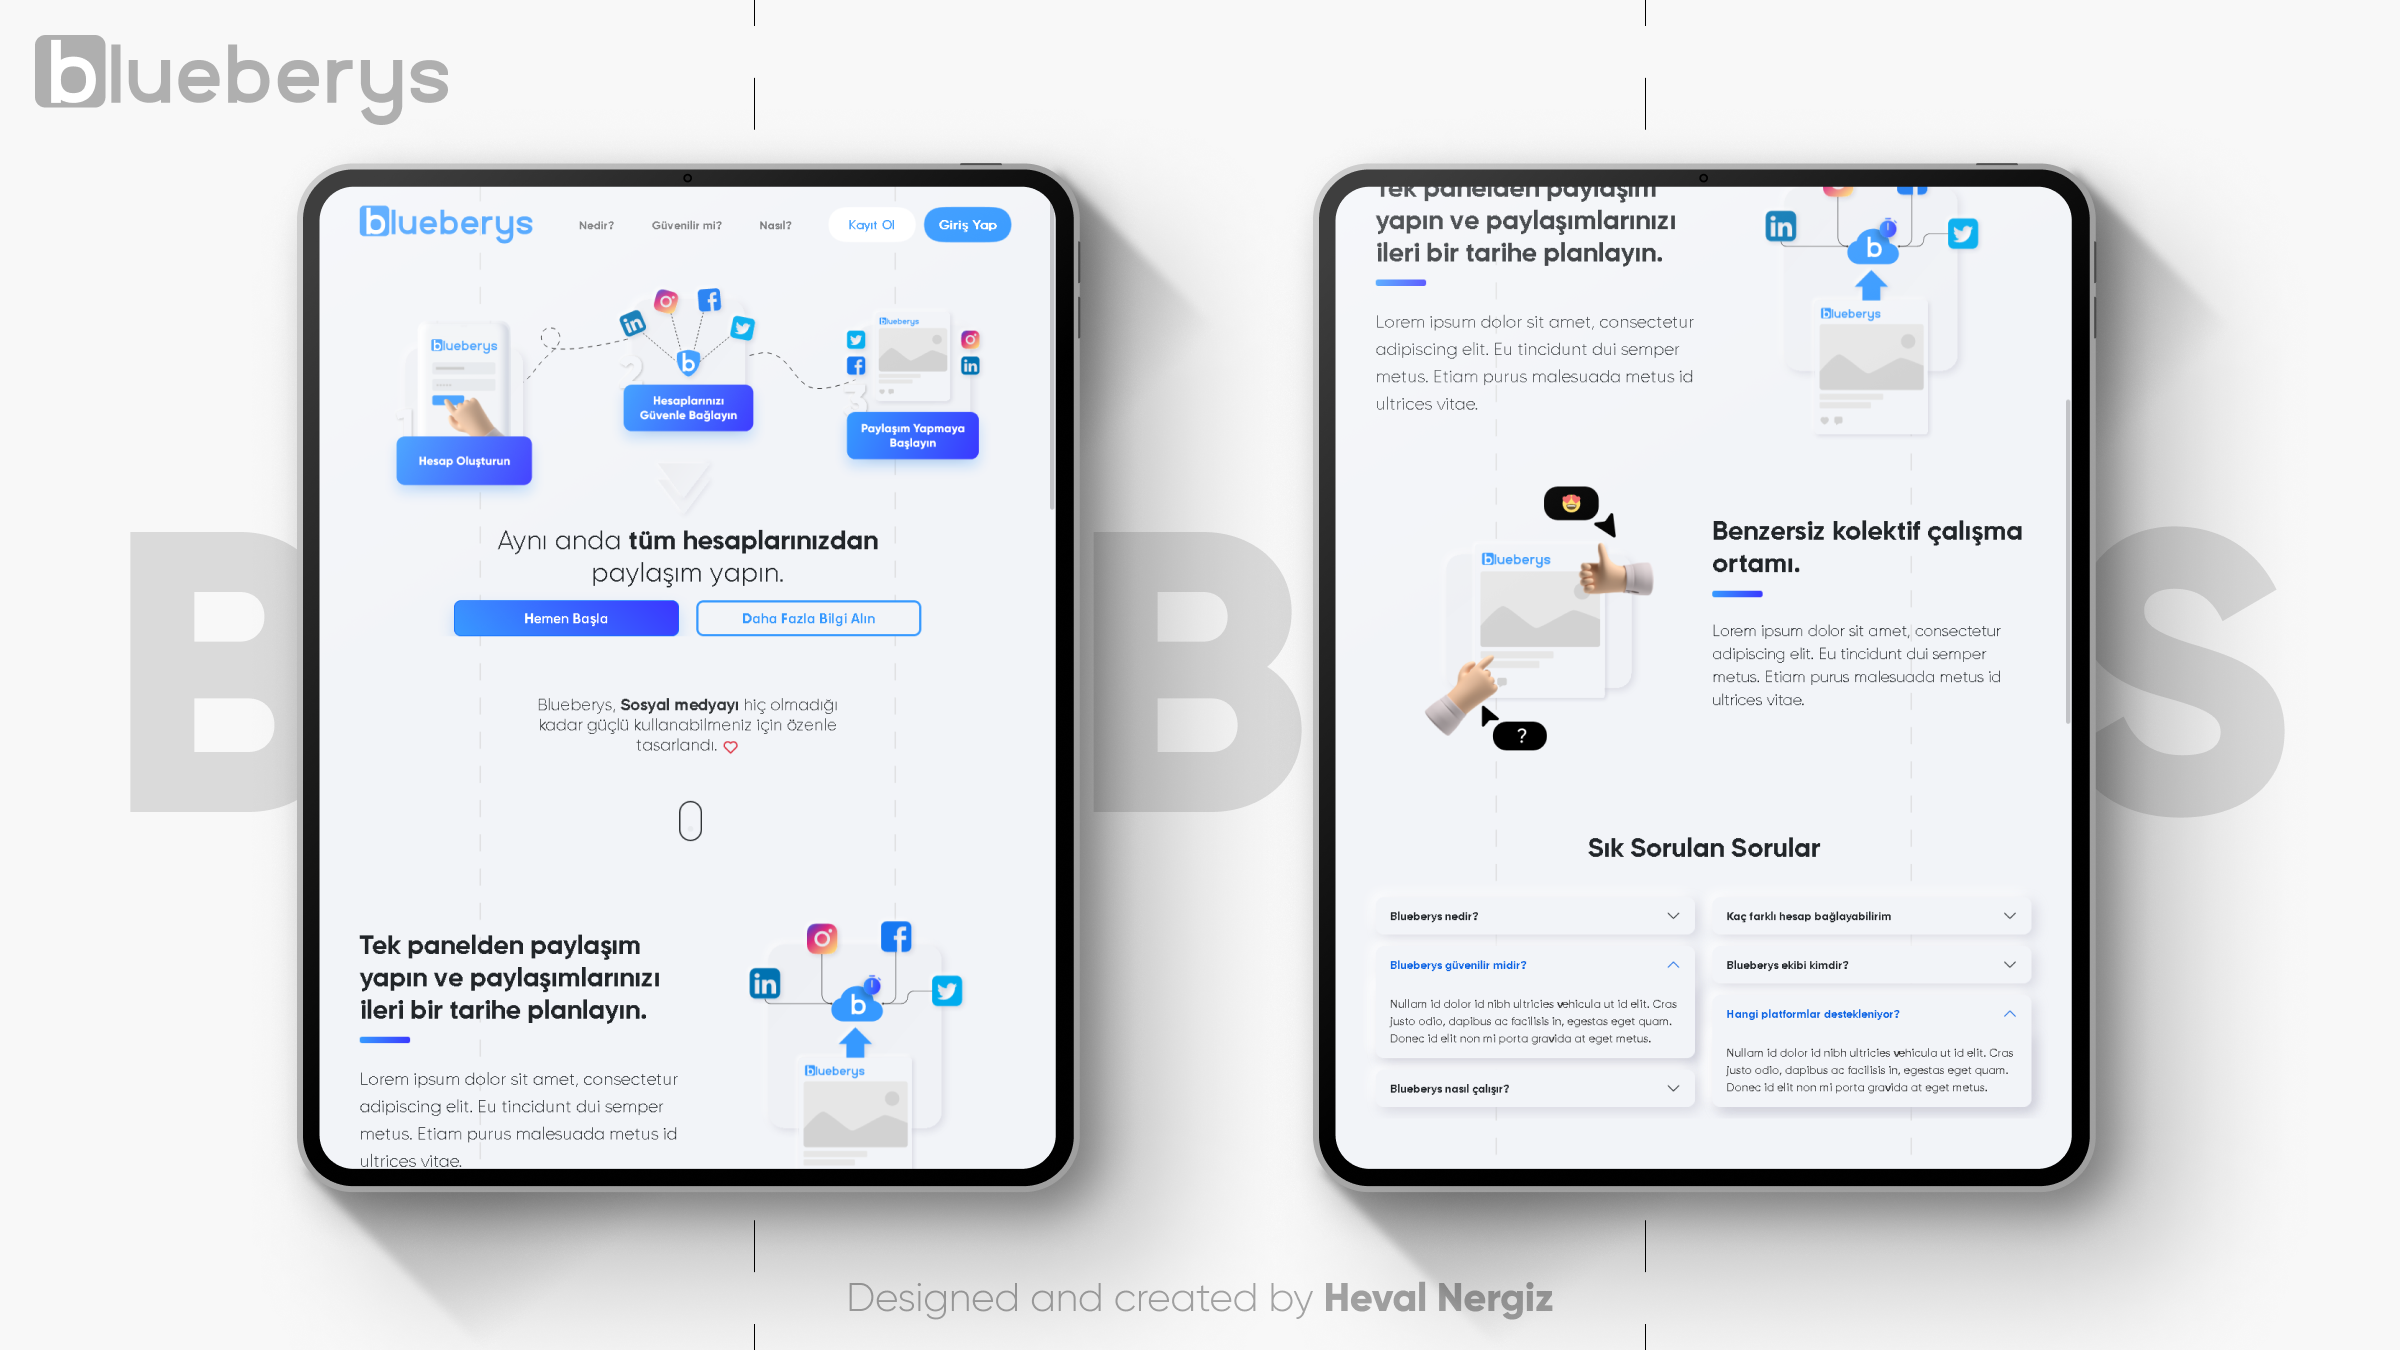 blueberys
B
B
S
blueberys
Nedir?
Güvenilir mi?
Nasıl?
Kayıt Ol
Giriş Yap
blueberys
1
Hesap Oluşturun
2
b
Hesaplarınızı
Güvenle Bağlayın
blueberys
3
Paylaşım Yapmaya
Başlayın
Aynı anda tüm hesaplarınızdan
paylaşım yapın.
Hemen Başla
Daha Fazla Bilgi Alın
Blueberys, Sosyal medyayı hiç olmadığı
kadar güçlü kullanabilmeniz için özenle
tasarlandı.
Tek panelden paylaşım
yapın ve paylaşımlarınızı
ileri bir tarihe planlayın.
Lorem ipsum dolor sit amet, consectetur
adipiscing elit. Eu tincidunt dui semper
metus. Etiam purus malesuada metus id
ultrices vitae.
in
b
blueberys
Tek panelden paylaşım
yapın ve paylaşımlarınızı
ileri bir tarihe planlayın.
Lorem ipsum dolor sit amet, consectetur
adipiscing elit. Eu tincidunt dui semper
metus. Etiam purus malesuada metus id
ultrices vitae.
in
b
blueberys
blueberys
?
Benzersiz kolektif çalışma
ortamı.
Lorem ipsum dolor sit amet, consectetur
adipiscing elit. Eu tincidunt dui semper
metus. Etiam purus malesuada metus id
ultrices vitae.
Sık Sorulan Sorular
Blueberys nedir?
Blueberys güvenilir midir?
Nullam id dolor id nibh ultricies vehicula ut id elit. Cras
justo odio, dapibus ac facilisis in, egestas eget quam.
Donec id elit non mi porta gravida at eget metus.
Blueberys nasıl çalışır?
Kaç farklı hesap bağlayabilirim
Blueberys ekibi kimdir?
Hangi platformlar destekleniyor?
Nullam id dolor id nibh ultricies vehicula ut id elit. Cras
justo odio, dapibus ac facilisis in, egestas eget quam.
Donec id elit non mi porta gravida at eget metus.
Designed and created by Heval Nergiz